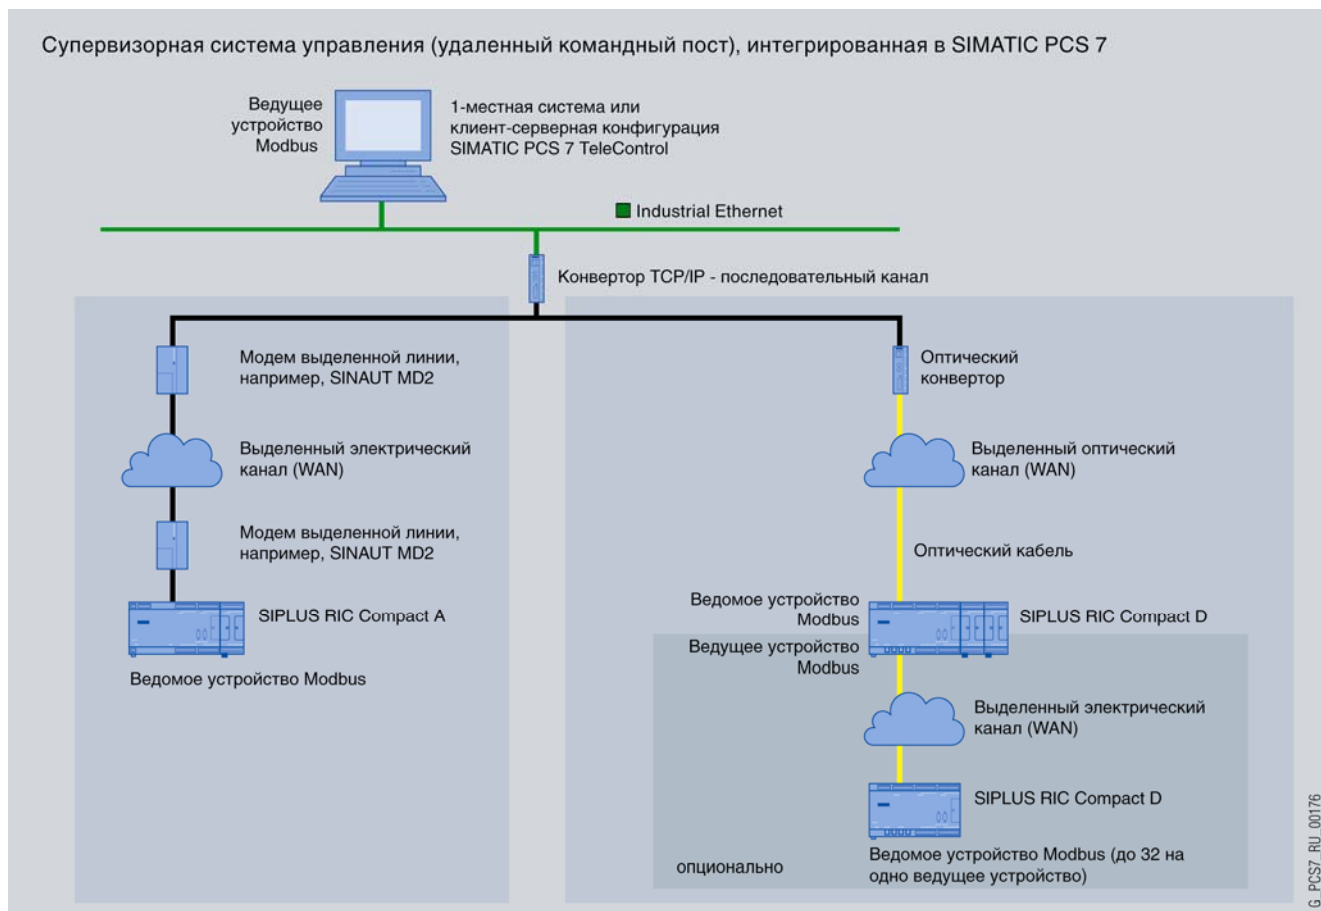 Супервизорная система управления (удаленный командный пост), интегрированная в SIMATIC PCS 7
Ведущее
устройство
Modbus
1-местная система или
клиент-серверная конфигурация
SIMATIC PCS 7 TeleControl
Industrial Ethernet
Конвертор TCP/IP - последовательный канал
Модем выделенной линии,
например, SINAUT MD2
Выделенный электрический
канал (WAN)
Модем выделенной линии,
например, SINAUT MD2
SIPLUS RIC Compact A
Ведомое устройство Modbus
Оптический
конвертор
Выделенный оптический
канал (WAN)
Оптический кабель
Ведомое устройство
Modbus
SIPLUS RIC Compact D
Ведущее устройство
Modbus
Выделенный электрический
канал (WAN)
SIPLUS RIC Compact D
Ведомое устройство Modbus (до 32 на
одно ведущее устройство)
опционально
G_PCS7_RU_00176